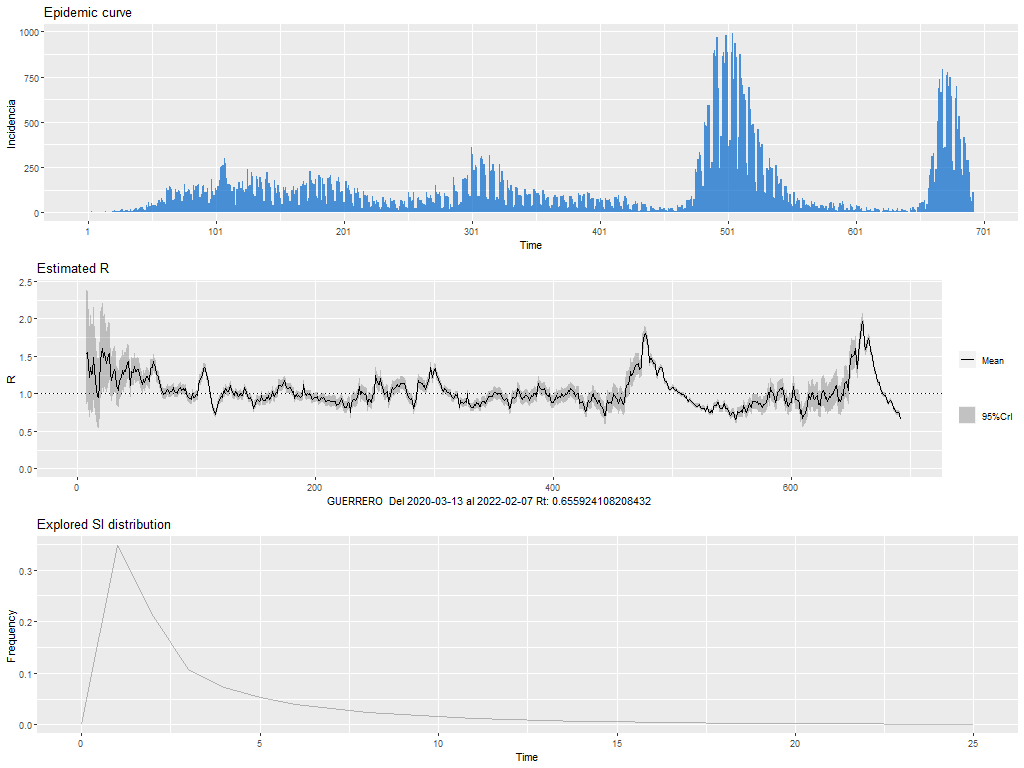 Epidemic curve
1000
750
500
250
0
Incidencia
1 101 201 301 401 501 601 701
Time
Estimated R
2.5
2.0
1.5
1.0
0.5
0.0
R
Mean
95%CrI
0 200 400 600
GUERRERO Del 2020-03-13 al 2022-02-07 Rt: 0.655924108208432
Explored SI distribution
0.3
0.2
0.1
0.0
Frequency
0 5 10 15 20 25
Time